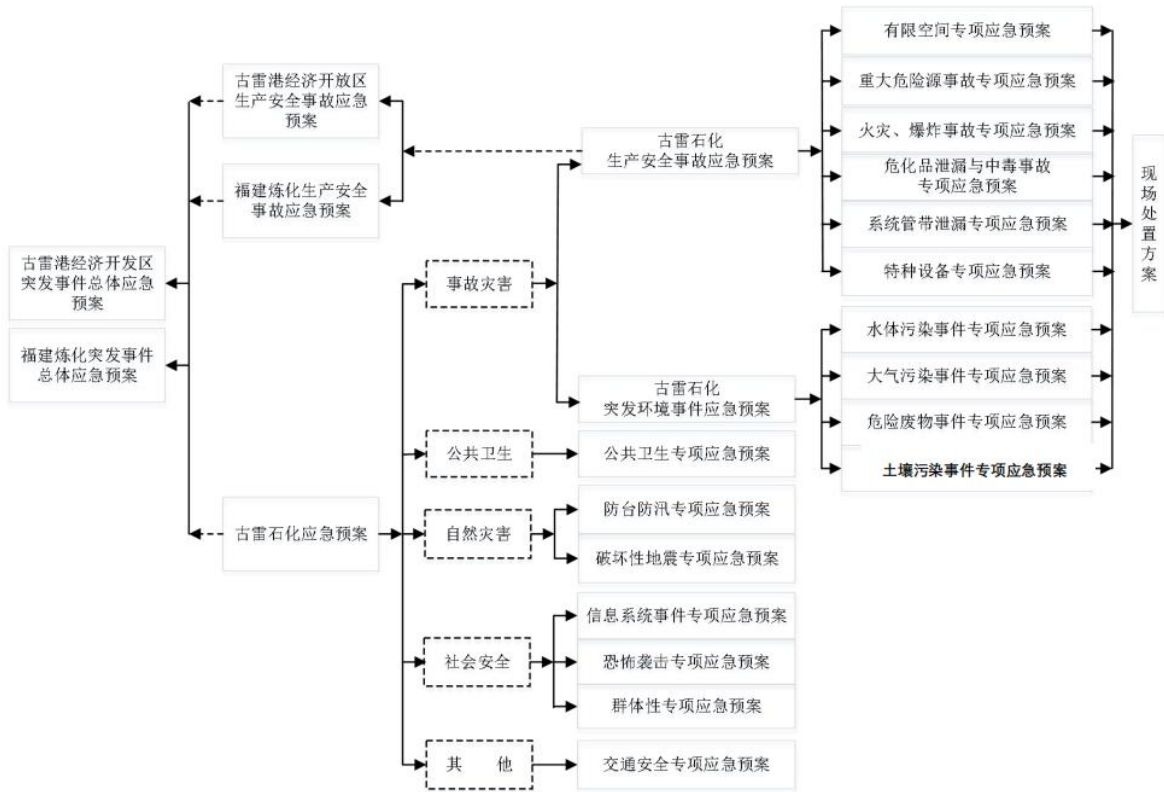 古雷港经济开发区
突发事件总体应急
预案
福建炼化突发事件
总体应急预案
古雷港经济开放区
生产安全事故应急
预案
福建炼化生产安全
事故应急预案
古雷石化应急预案
事故灾害
公共卫生
自然灾害
社会安全
其 他
古雷石化
生产安全事故应急预案
古雷石化
突发环境事件应急预案
公共卫生专项应急预案
防台防汛专项应急预案
破坏性地震专项应急预案
信息系统事件专项应急预案
恐怖袭击专项应急预案
群体性专项应急预案
交通安全专项应急预案
有限空间专项应急预案
重大危险源事故专项应急预案
火灾、爆炸事故专项应急预案
危化品泄漏与中毒事故
专项应急预案
系统管带泄漏专项应急预案
特种设备专项应急预案
水体污染事件专项应急预案
大气污染事件专项应急预案
危险废物事件专项应急预案
土壤污染事件专项应急预案
现场处置方案